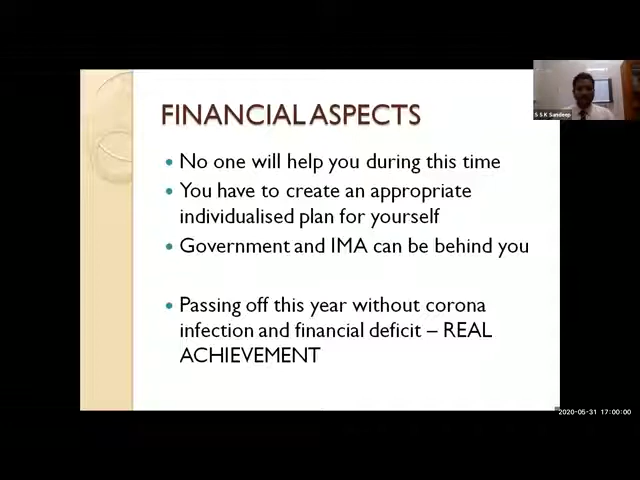 FINANCIAL ASPECTS
• No one will help you during this time
• You have to create an appropriate
individualised plan for yourself
• Government and IMA can be behind you
• Passing off this year without corona
infection and financial deficit – REAL
ACHIEVEMENT
S S K Sandeep
2020-05-31 17:00:00